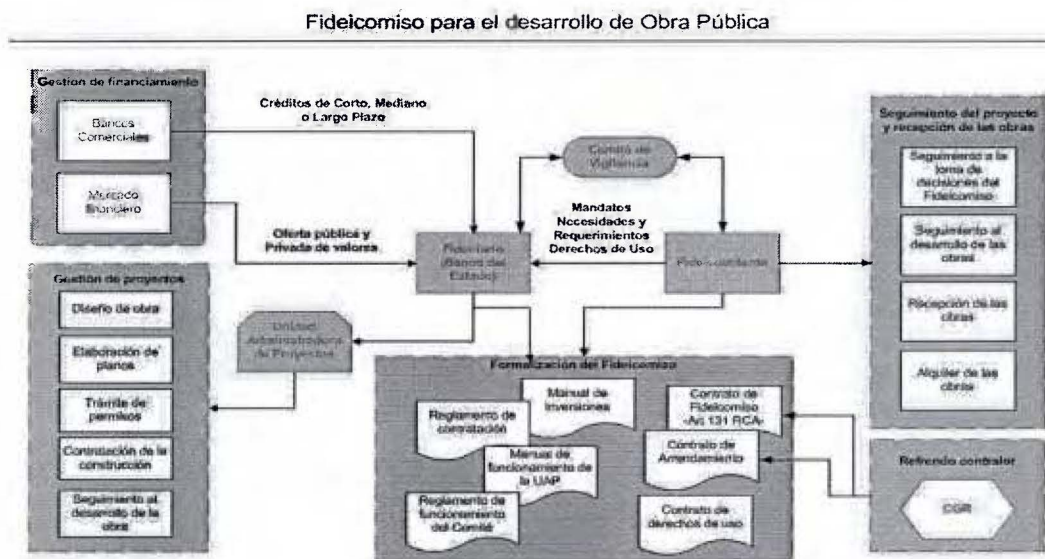 Fideicomiso para el desarrollo de Obra Pública
Gestion de financiamiento
Bancos
Comerciales
Mercado
financiero
Créditos de Corto, Mediano
o Largo Plazo
Oferta pública y
Privada de valores
Comité de
Vigilancia
Mandatos
Necesidades y
Requerimientos
Derechos de Uso
Fiduciario
(Banco del
Estado)
Fideicomitente
Seguimiento del proyecto
y recepción de las obras
Seguimiento a la
toma de
decisiones del
Fideicomiso
Seguimiento al
desarrollo de las
obras
Recepción de las
obras
Alquiler de las
obras
Gestión de proyectos
Diseño de obra
Elaboración de
planos
Trámite de
permisos
Contratación de la
construcción
Seguimiento al
desarrollo de la
obra
Unidad
Administradora
de Proyectos
Formalización del Fideicomiso
Manual de
Inversiones
Reglamento de
contratación
Manual de
funcionamiento de
la UAP
Reglamento de
funcionamiento
del Comité
Contrato de
Fideicomiso
«Art 131 RCA»
Contrato de
Arrendamiento
Contrato de
derechos de uso
Refrendo contralor
CGR